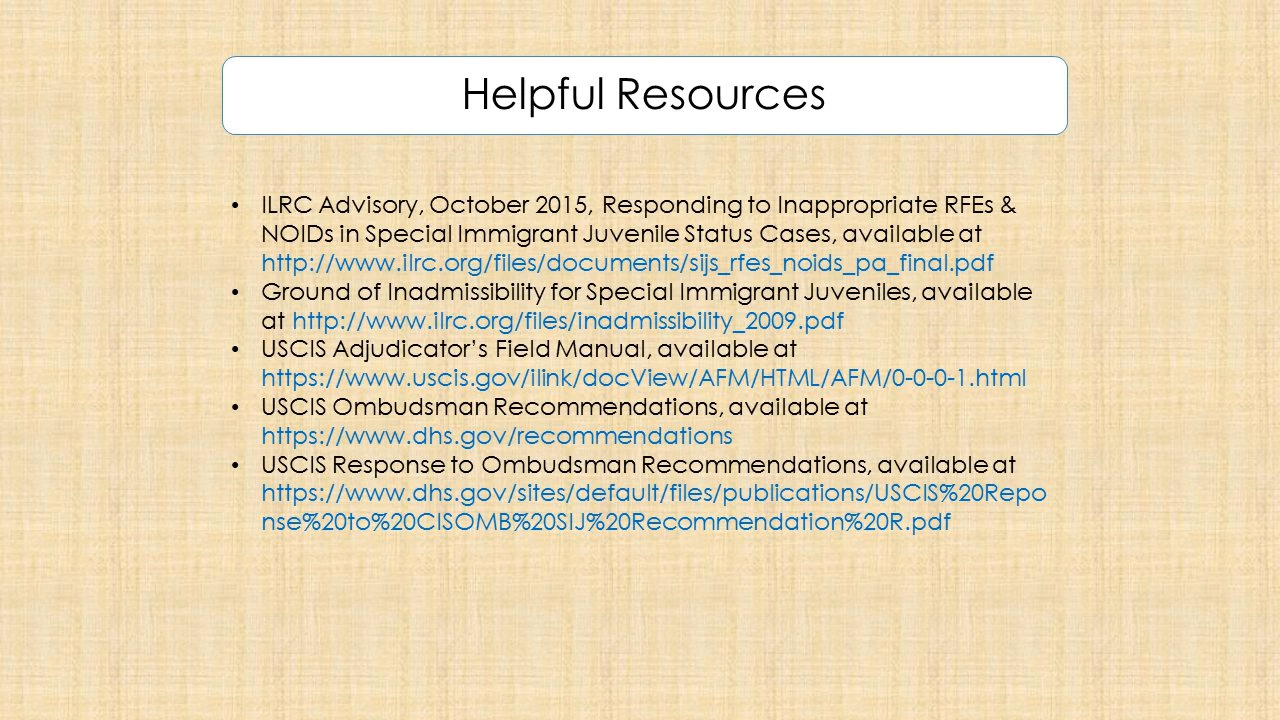 Helpful Resources
• ILRC Advisory, October 2015, Responding to Inappropriate RFEs &
NOIDs in Special Immigrant Juvenile Status Cases, available at
http://www.ilrc.org/files/documents/sijs_rfes_noids_pa_final.pdf
• Ground of Inadmissibility for Special Immigrant Juveniles, available
at http://www.ilrc.org/files/inadmissibility_2009.pdf
• USCIS Adjudicator’s Field Manual, available at
https://www.uscis.gov/ilink/docView/AFM/HTML/AFM/0-0-0-1.html
• USCIS Ombudsman Recommendations, available at
https://www.dhs.gov/recommendations
• USCIS Response to Ombudsman Recommendations, available at
https://www.dhs.gov/sites/default/files/publications/USCIS%20Repo
nse%20to%20CISOMB%20SIJ%20Recommendation%20R.pdf